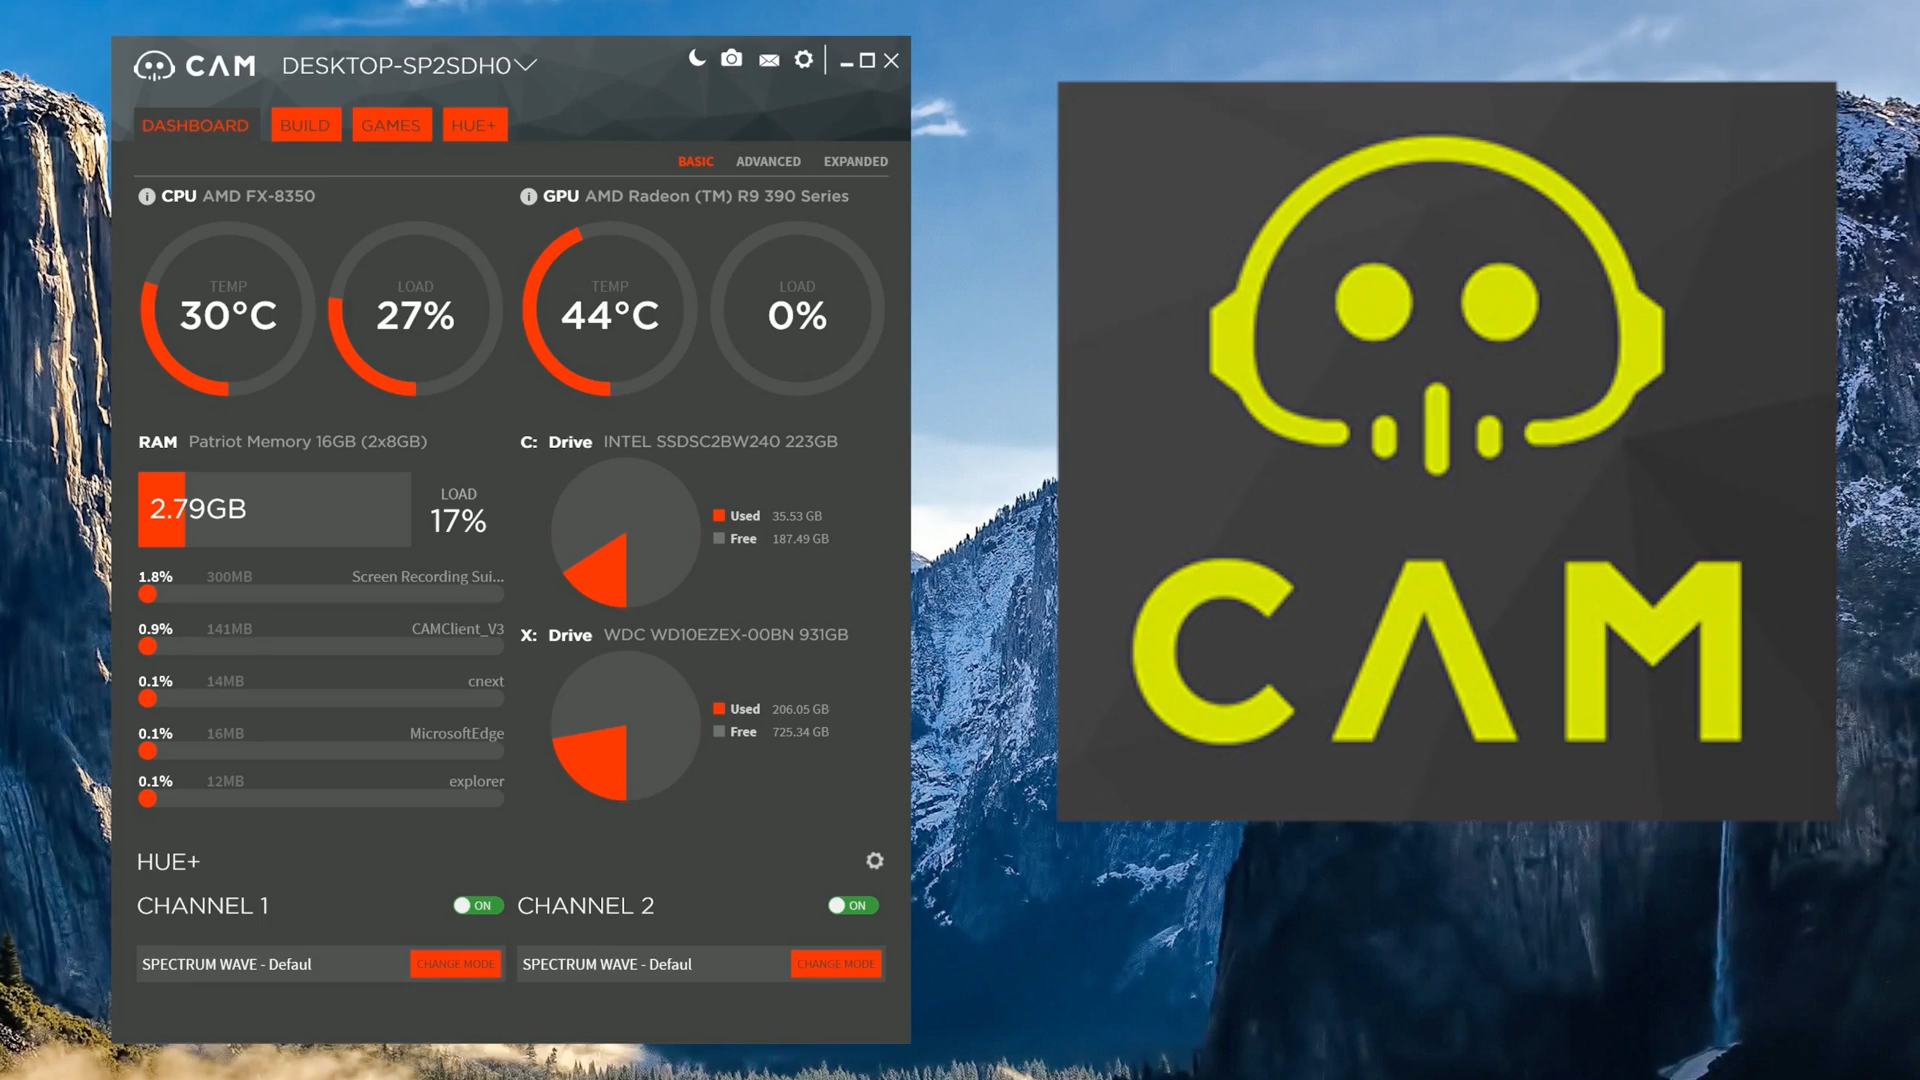 CAM DESKTOP-SP2SDH0
DASHBOARD BUILD GAMES HUE+
BASIC ADVANCED EXPANDED
CPU AMD FX-8350
GPU AMD Radeon (TM) R9 390 Series
TEMP
30°C
LOAD
27%
TEMP
44°C
LOAD
0%
RAM Patriot Memory 16GB (2x8GB)
2.79GB
LOAD
17%
1.8% 300MB Screen Recording Sui...
0.9% 141MB CAMClient_V3
0.1% 14MB cnext
0.1% 16MB MicrosoftEdge
0.1% 12MB explorer
C: Drive INTEL SSDSC2BW240 223GB
Used 35.53 GB
Free 187.49 GB
X: Drive WDC WD10EZEX-00BN 931GB
Used 206.05 GB
Free 725.34 GB
HUE+
CHANNEL 1 ON
SPECTRUM WAVE - Defaul CHANGE MODE
CHANNEL 2 ON
SPECTRUM WAVE - Defaul CHANGE MODE
CAM